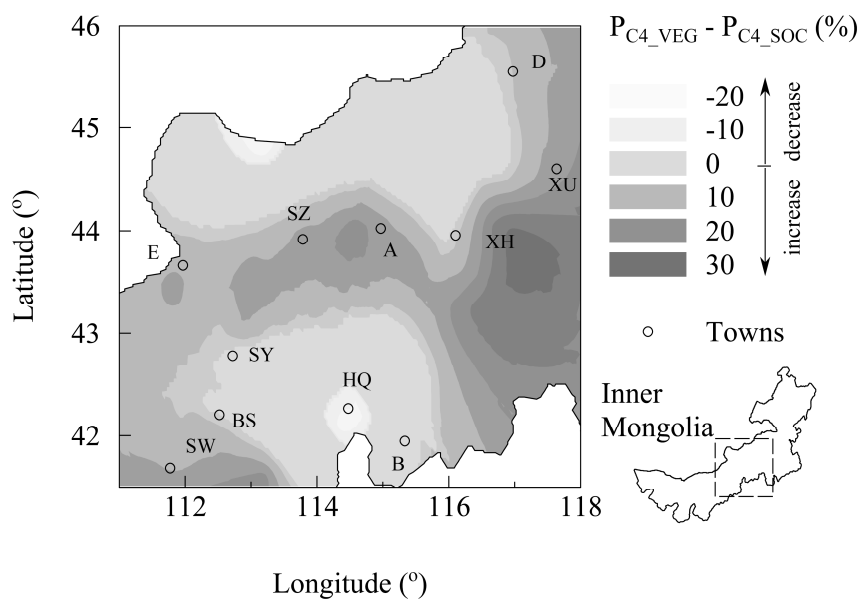 46
45
44
43
42
112
114
116
118
Latitude (º)
Longitude (º)
D
XU
SZ
A
XH
E
SY
HQ
BS
SW
B
P_C4_VEG - P_C4_SOC (%)
-20
-10
0
10
20
30
decrease
increase
Towns
Inner
Mongolia